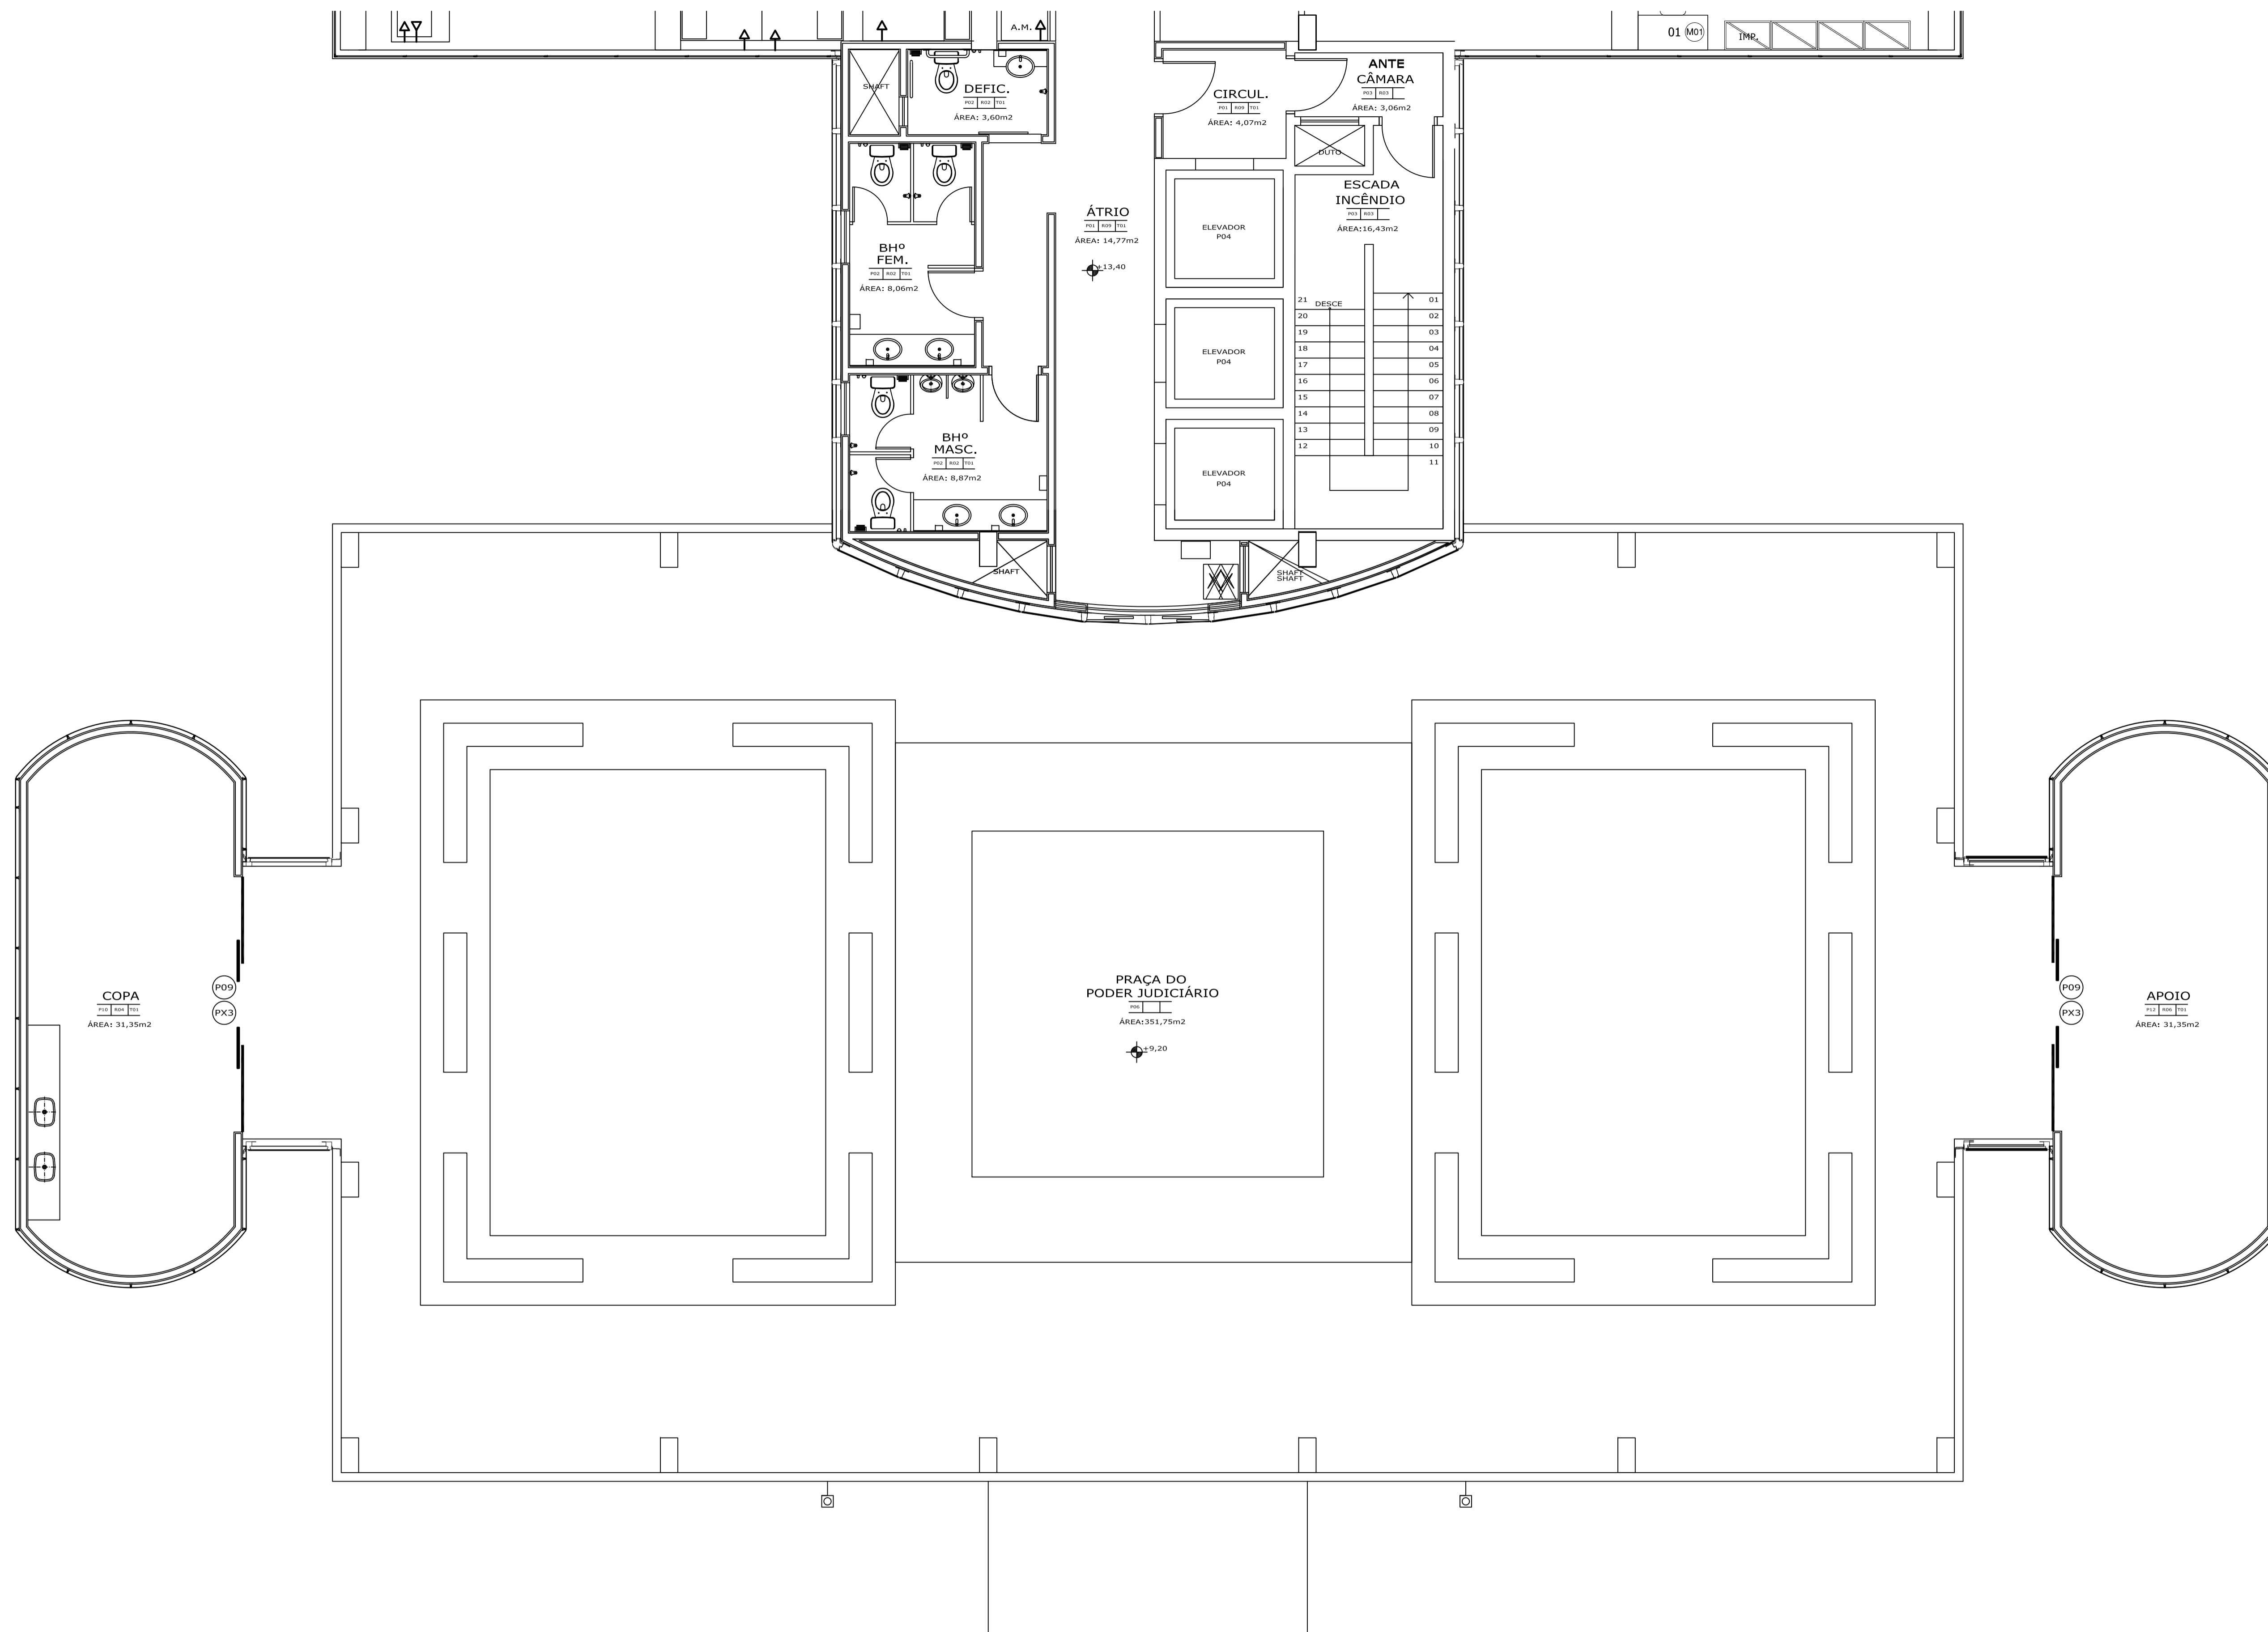 A.M.
01 M01
IMP.
SHAFT
DEFIC.
P02 R02 T01
ÁREA: 3,60m2
CIRCUL.
P01 R09 T01
ÁREA: 4,07m2
ANTE
CÂMARA
P03 R03
ÁREA: 3,06m2
DUTO
ESCADA
INCÊNDIO
P03 R03
ÁREA:16,43m2
ÁTRIO
P01 R09 T01
ÁREA: 14,77m2
+13,40
ELEVADOR
P04
BHº
FEM.
P02 R02 T01
ÁREA: 8,06m2
ELEVADOR
P04
21 DESCE 01
20 02
19 03
18 04
17 05
16 06
15 07
14 08
13 09
12 10
11
BHº
MASC.
P02 R02 T01
ÁREA: 8,87m2
ELEVADOR
P04
SHAFT
SHAFT
SHAFT
COPA
P10 R04 T01
ÁREA: 31,35m2
P09
PX3
PRAÇA DO
PODER JUDICIÁRIO
P06
ÁREA:351,75m2
+9,20
P09
PX3
APOIO
P12 R06 T01
ÁREA: 31,35m2